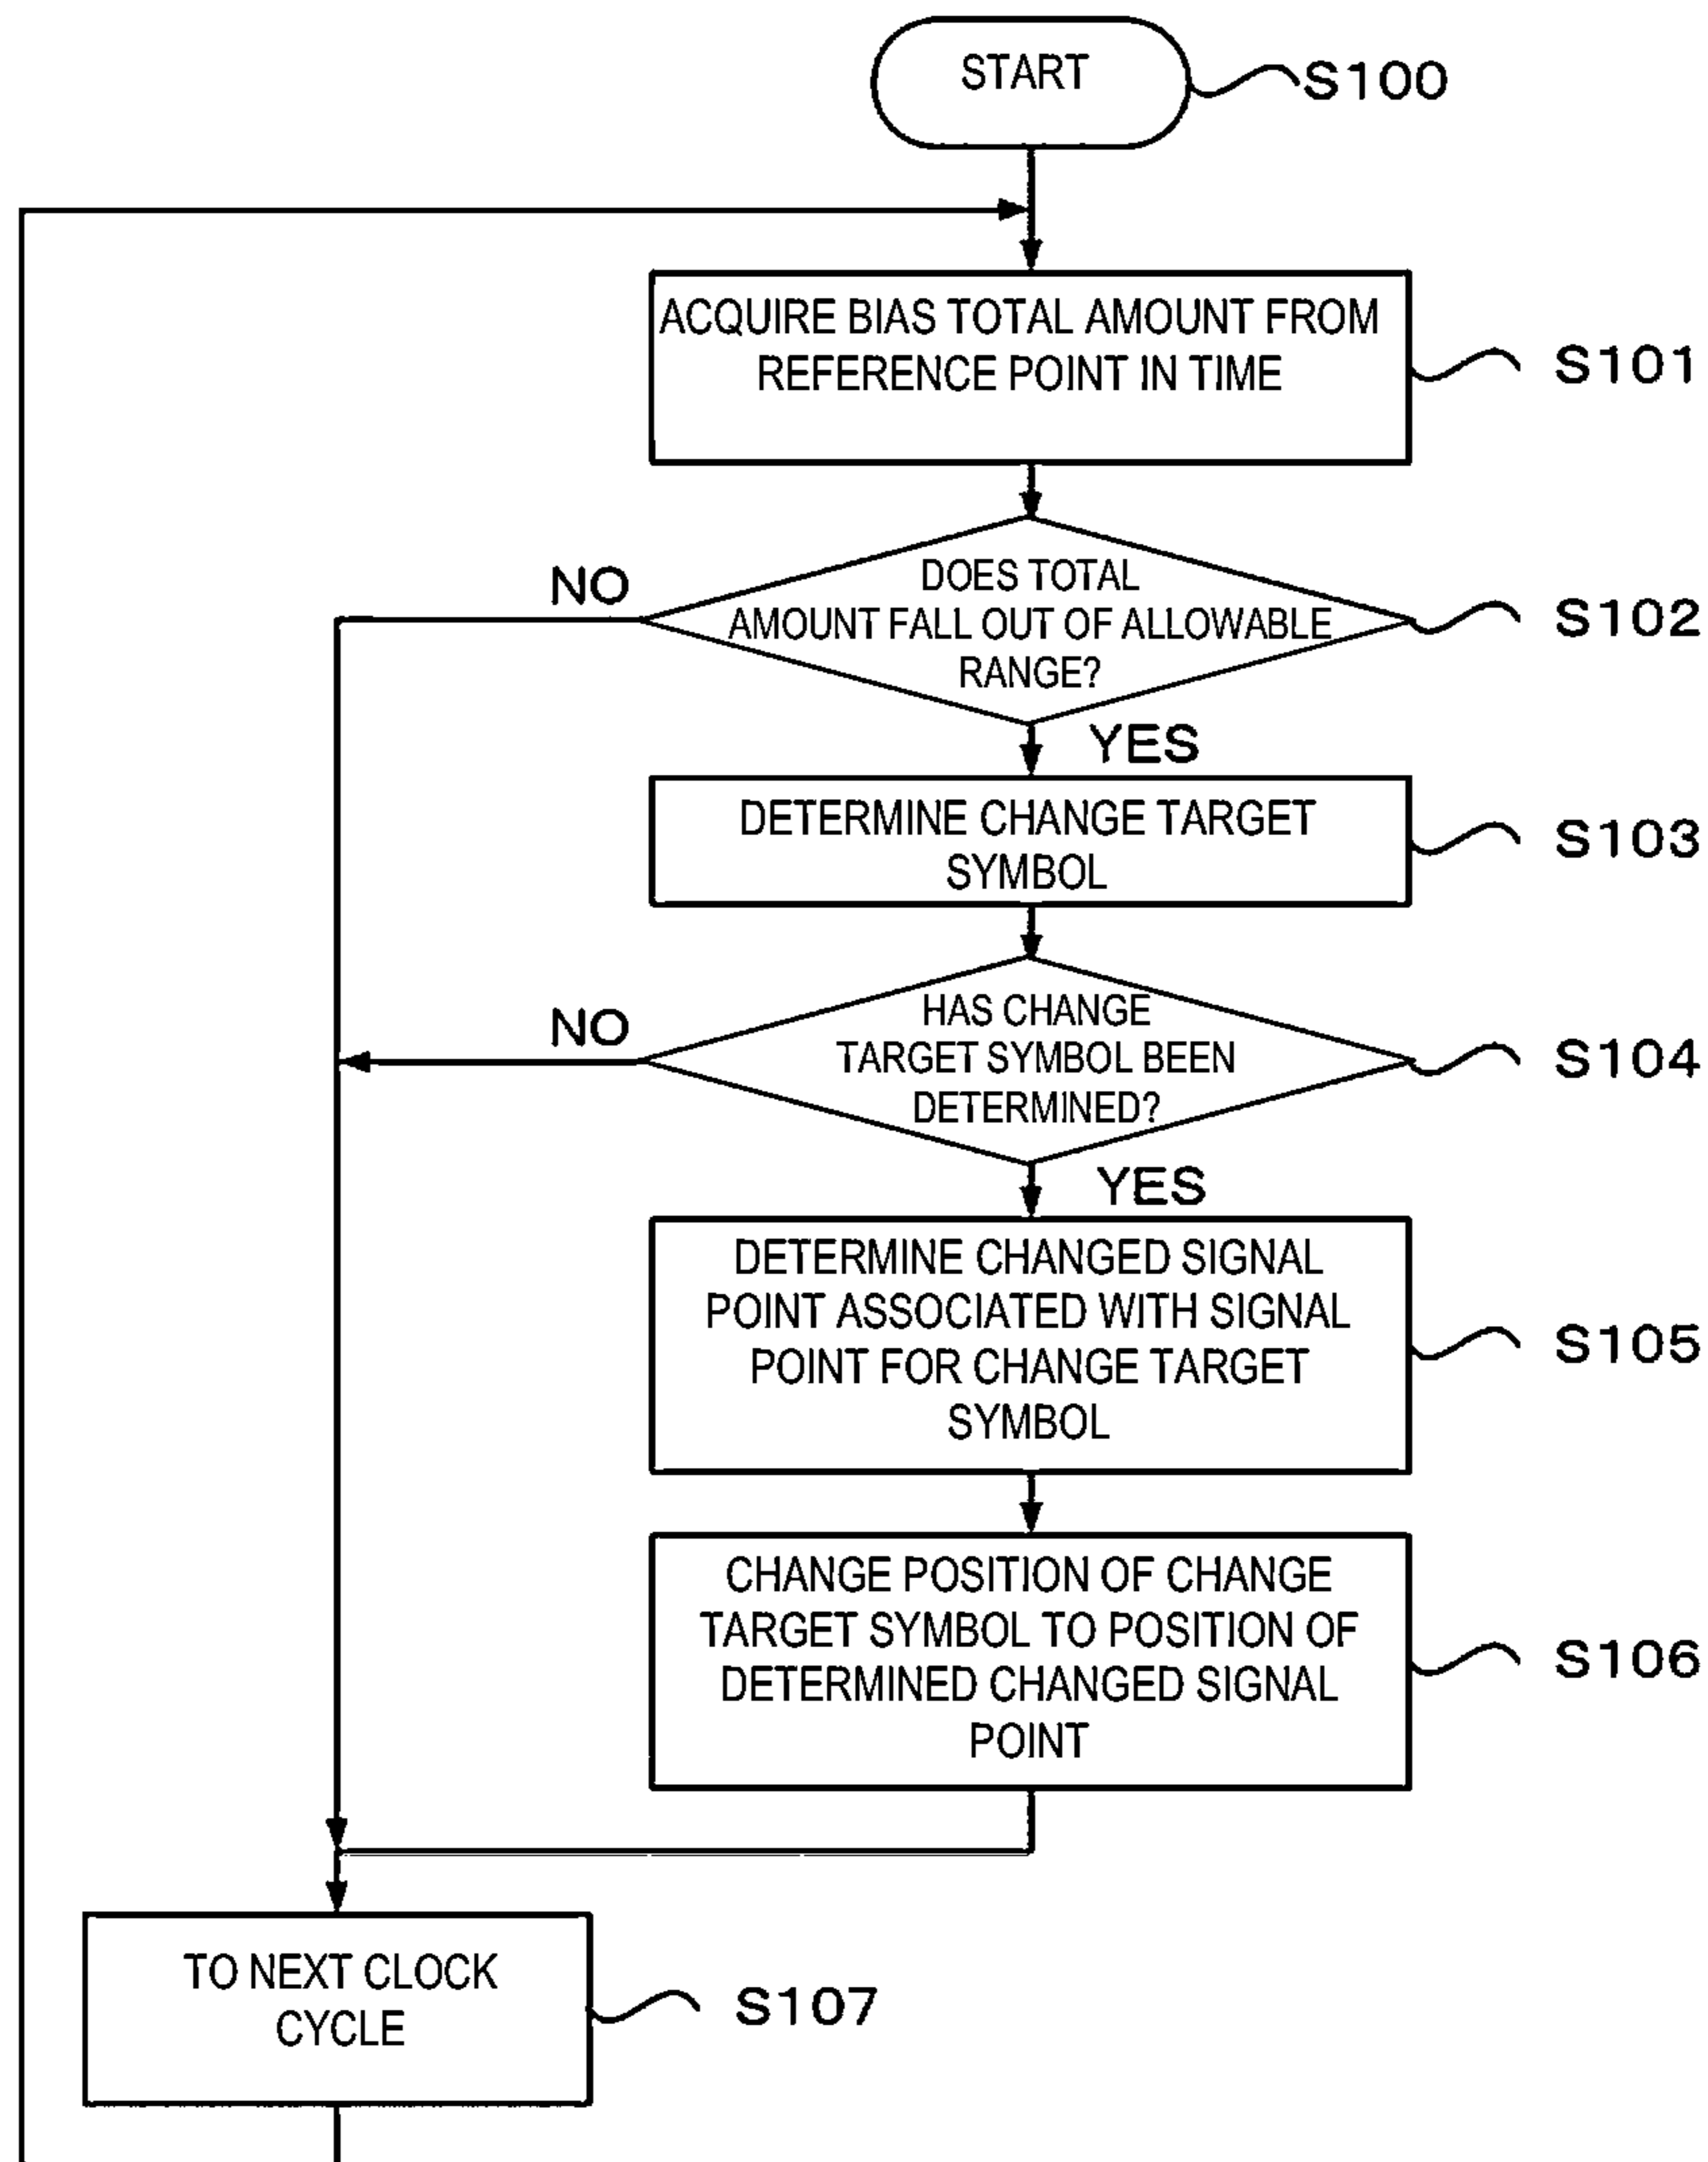 START
S100
ACQUIRE BIAS TOTAL AMOUNT FROM
REFERENCE POINT IN TIME
S101
NO
DOES TOTAL
AMOUNT FALL OUT OF ALLOWABLE
RANGE?
S102
YES
DETERMINE CHANGE TARGET
SYMBOL
S103
NO
HAS CHANGE
TARGET SYMBOL BEEN
DETERMINED?
S104
YES
DETERMINE CHANGED SIGNAL
POINT ASSOCIATED WITH SIGNAL
POINT FOR CHANGE TARGET
SYMBOL
S105
CHANGE POSITION OF CHANGE
TARGET SYMBOL TO POSITION OF
DETERMINED CHANGED SIGNAL
POINT
S106
TO NEXT CLOCK
CYCLE
S107